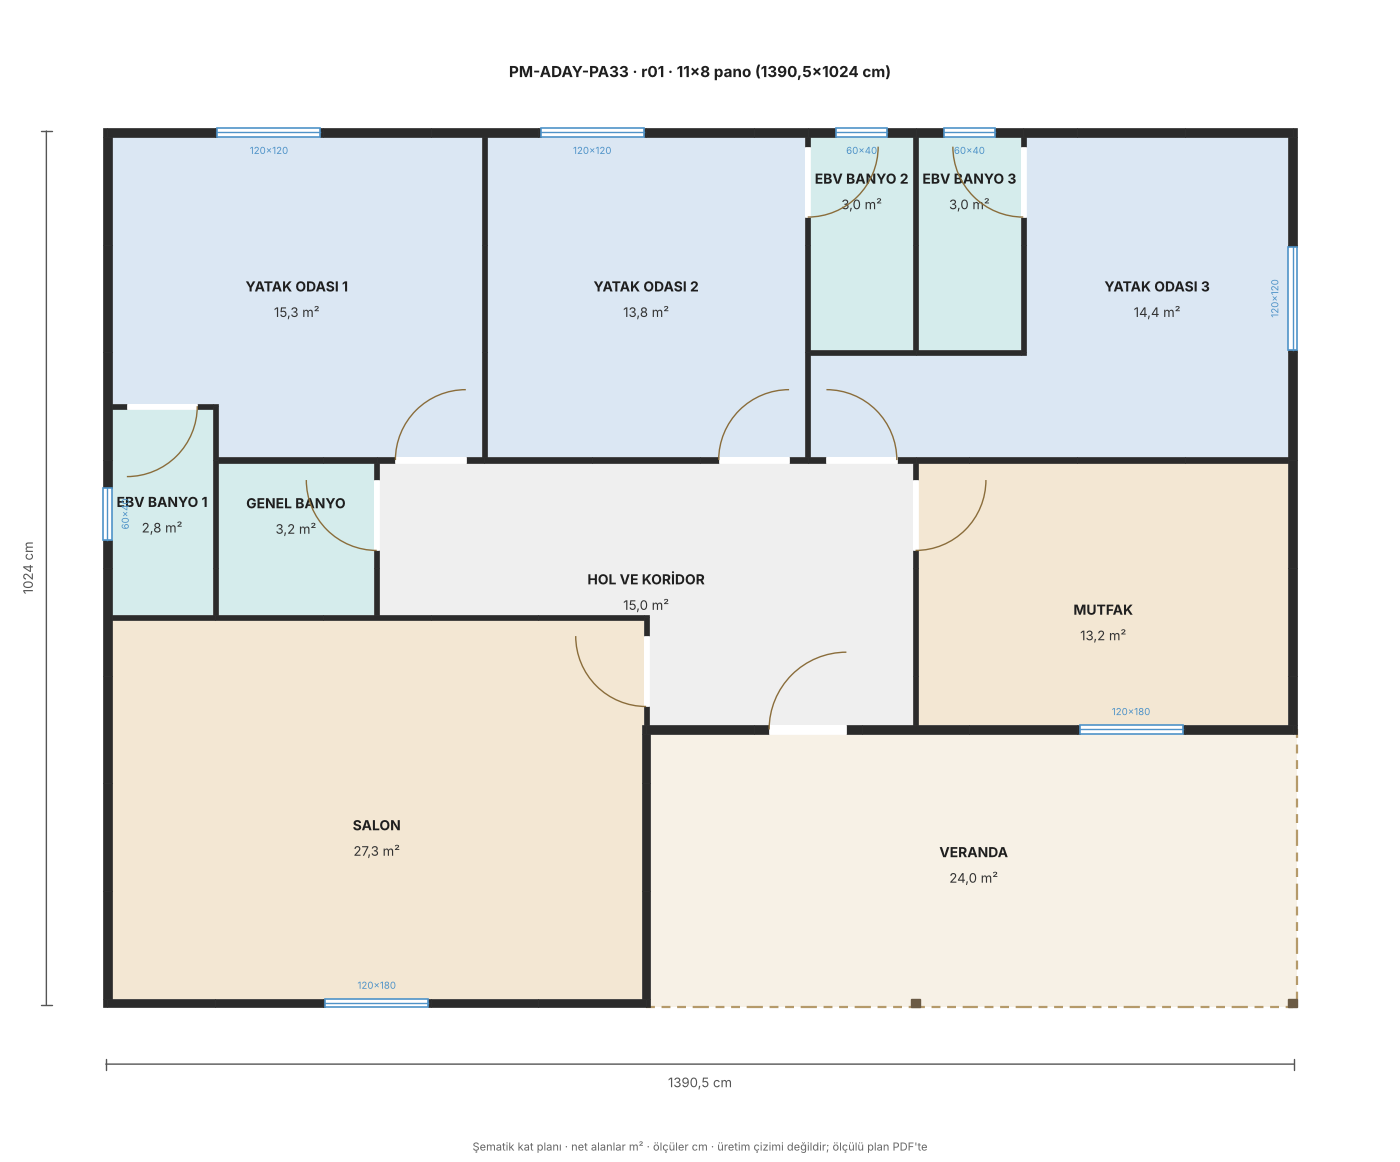 PM-ADAY-PA33 · r01 · 11×8 pano (1390,5×1024 cm)
120×120
120×120
60×40
60×40
EBV BANYO 2
3,0 m²
EBV BANYO 3
3,0 m²
YATAK ODASI 1
15,3 m²
YATAK ODASI 2
13,8 m²
YATAK ODASI 3
14,4 m²
120×120
EBV BANYO 1
2,8 m²
GENEL BANYO
3,2 m²
HOL VE KORİDOR
15,0 m²
MUTFAK
13,2 m²
120×180
1024 cm
SALON
27,3 m²
VERANDA
24,0 m²
120×180
1390,5 cm
Şematik kat planı · net alanlar m² · ölçüler cm · üretim çizimi değildir; ölçülü plan PDF'te